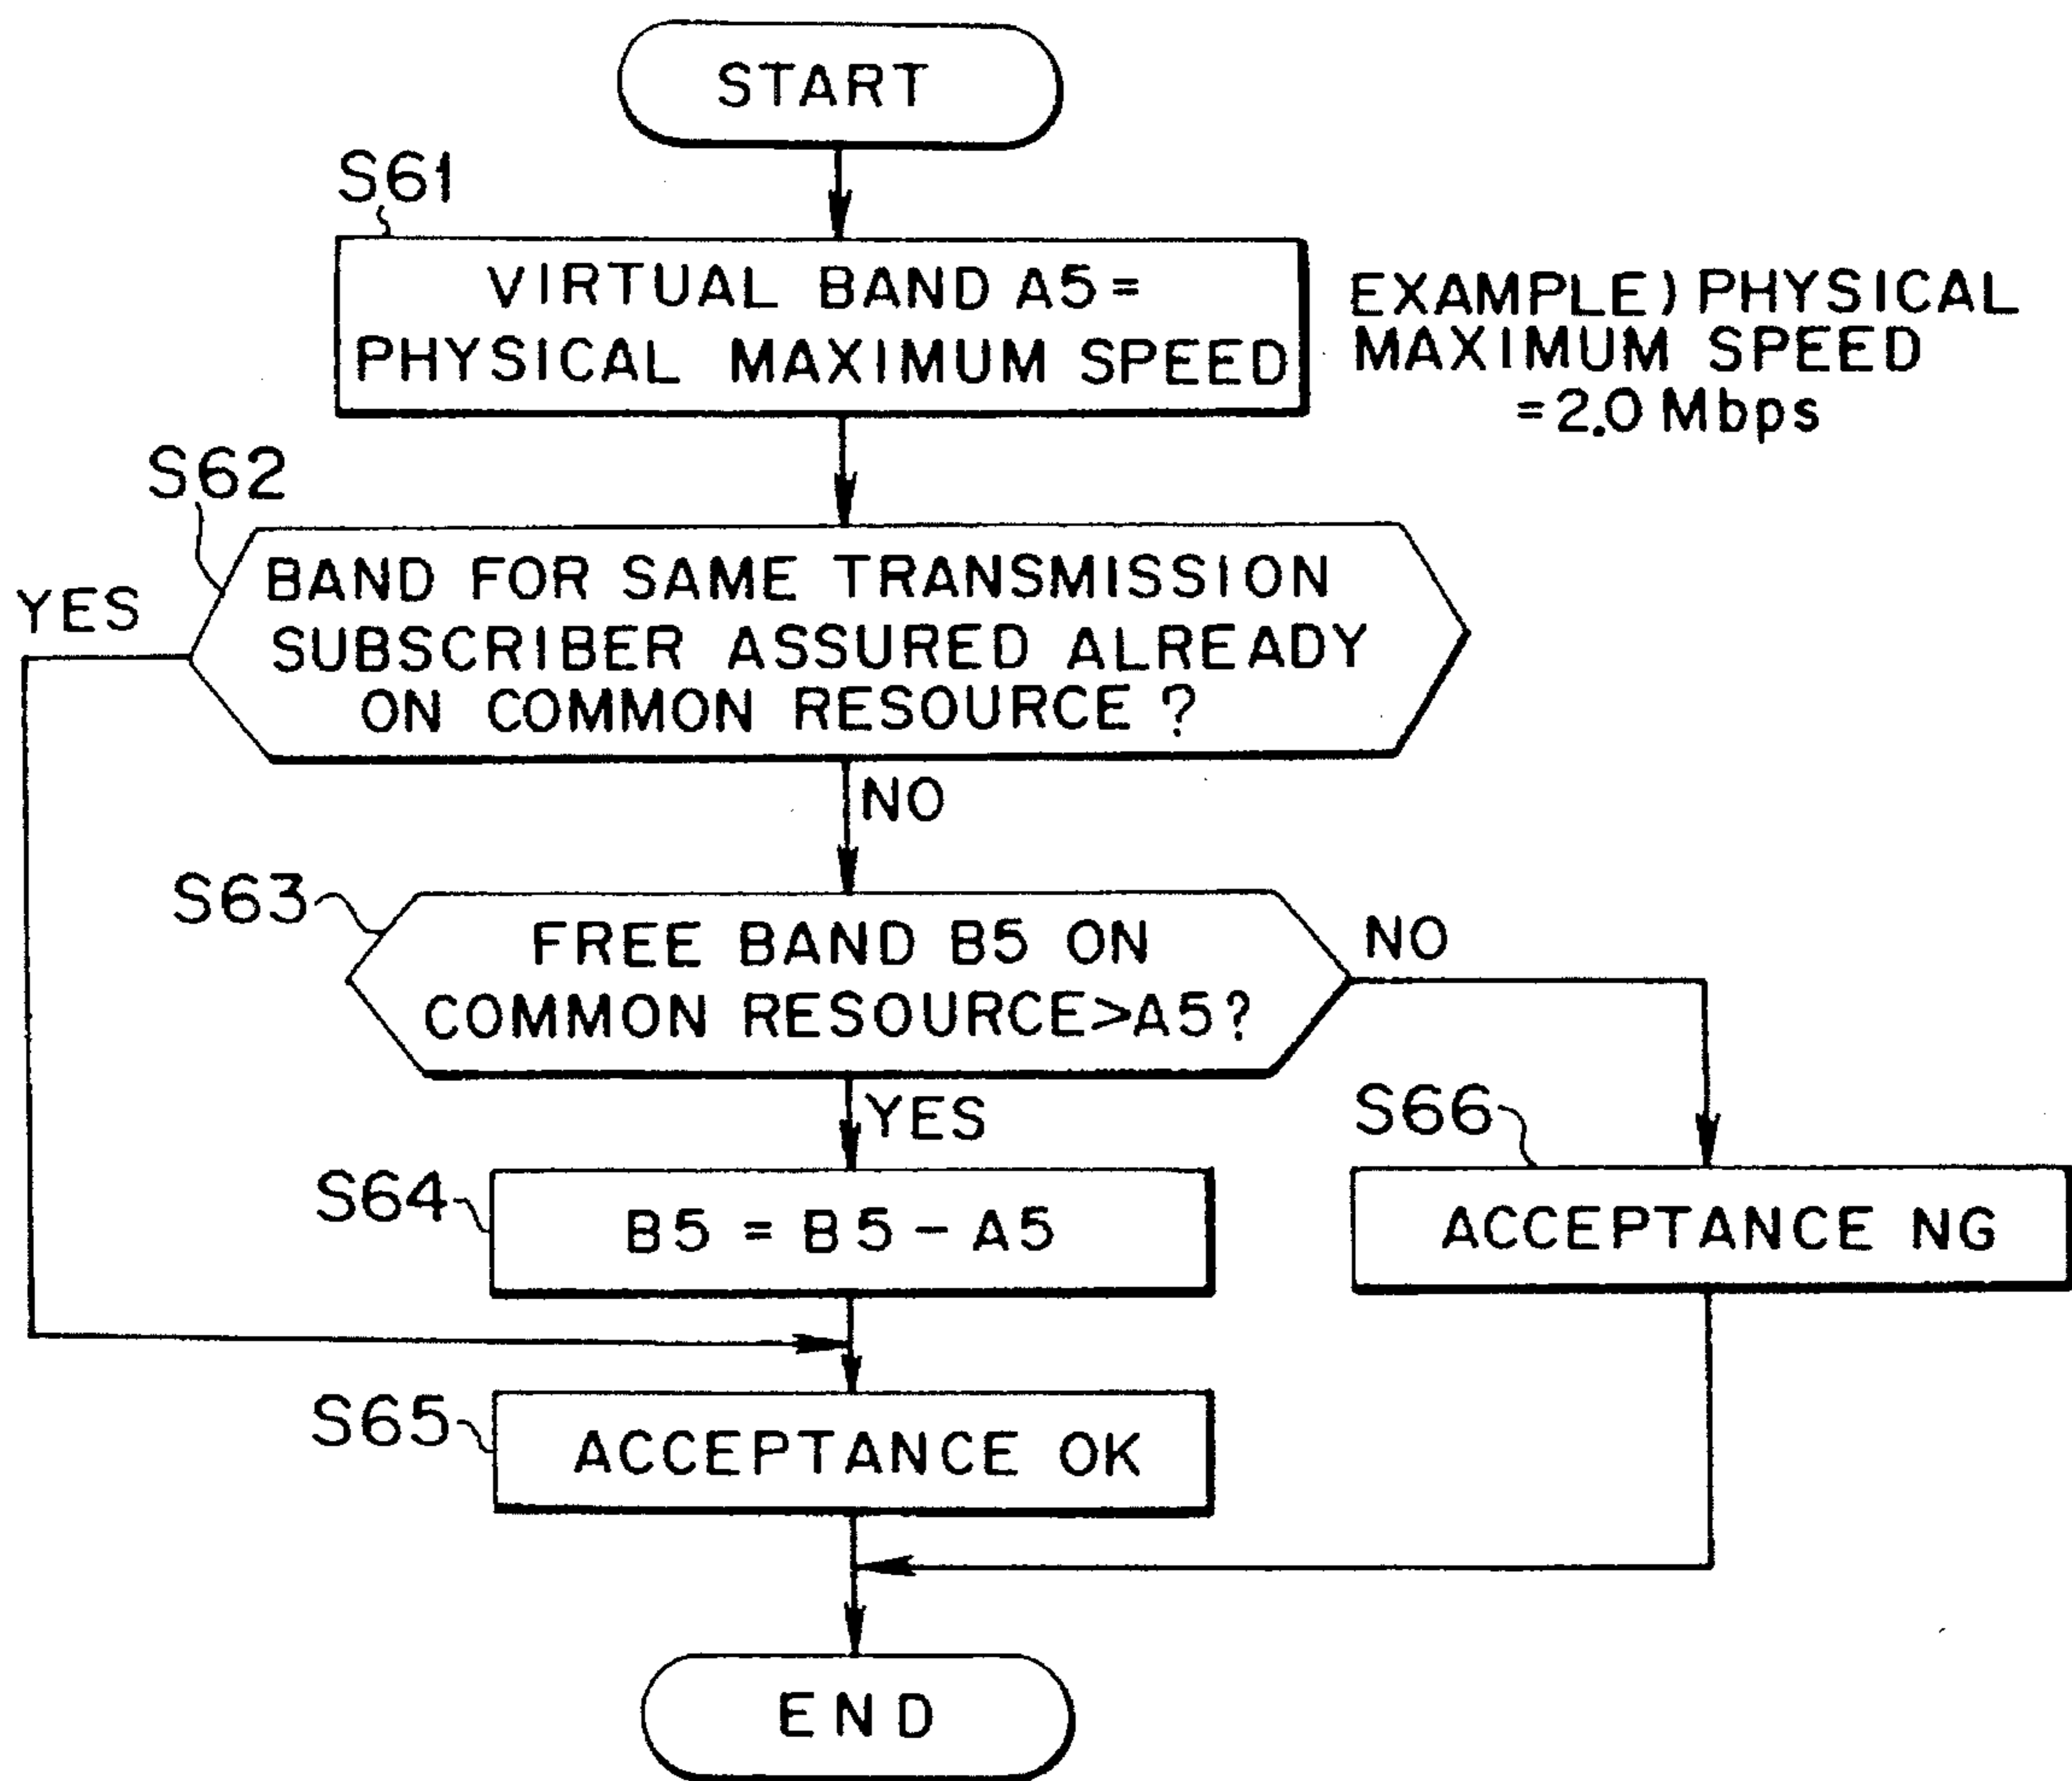 START
S61
VIRTUAL BAND A5=
PHYSICAL MAXIMUM SPEED
EXAMPLE) PHYSICAL
MAXIMUM SPEED
=2.0 Mbps
S62
YES
BAND FOR SAME TRANSMISSION
SUBSCRIBER ASSURED ALREADY
ON COMMON RESOURCE ?
NO
S63
FREE BAND B5 ON
COMMON RESOURCE>A5?
NO
YES
S66
S64
B5 = B5 - A5
ACCEPTANCE NG
S65
ACCEPTANCE OK
END